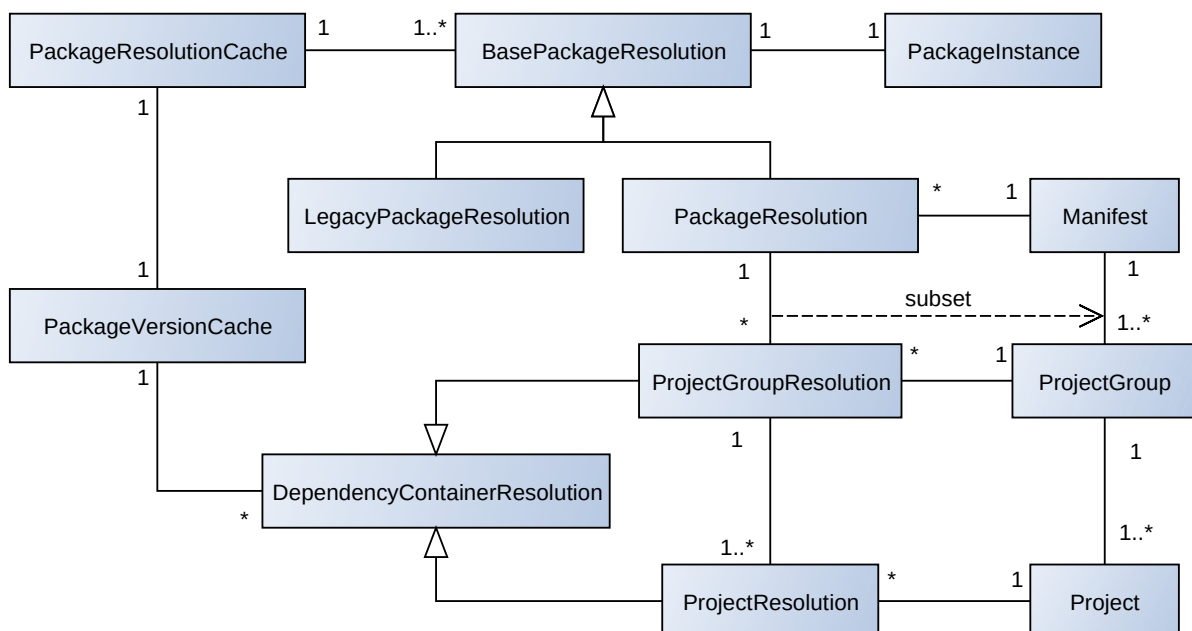 PackageResolutionCache
1
1..*
BasePackageResolution
1
1
PackageInstance
1
LegacyPackageResolution
PackageResolution
*
1
Manifest
1
1
1
subset
PackageVersionCache
*
1..*
1
ProjectGroupResolution
*
1
ProjectGroup
1
1
DependencyContainerResolution
*
1..*
1..*
ProjectResolution
*
1
Project